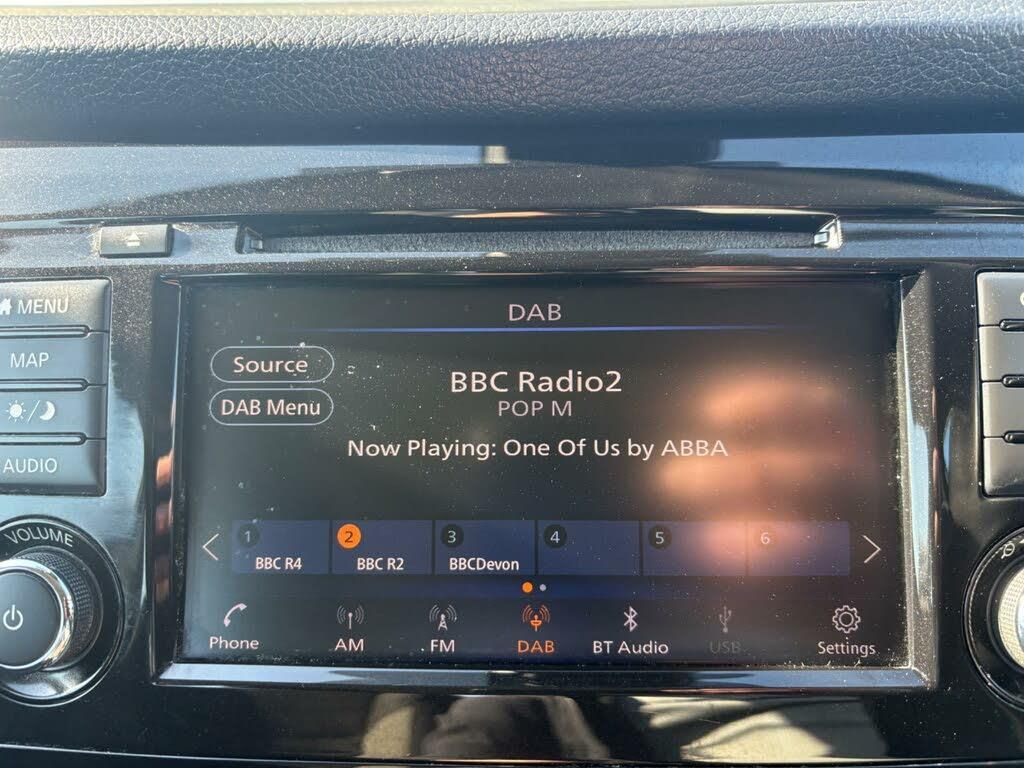 MENU
MAP
AUDIO
VOLUME
DAB
Source
DAB Menu
BBC Radio2
POP M
Now Playing: One Of Us by ABBA
1 2 3 4 5 6
BBC R4 BBC R2 BBCDevon
Phone AM FM DAB BT Audio USB Settings